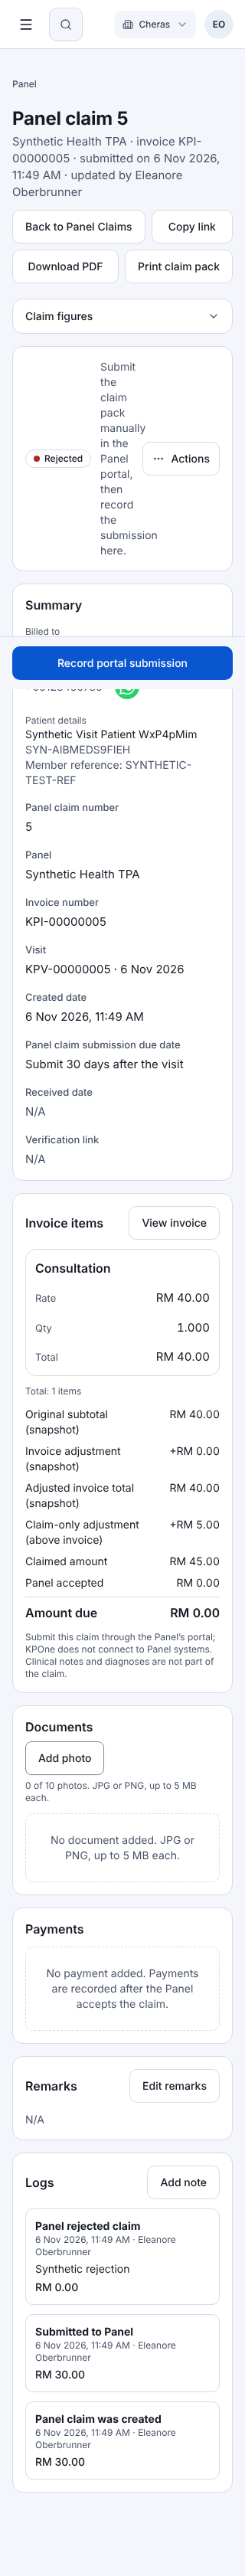 Cheras
EO
Panel
Panel claim 5
Synthetic Health TPA · invoice KPI-
00000005 · submitted on 6 Nov 2026,
11:49 AM · updated by Eleanore
Oberbrunner
Back to Panel Claims
Copy link
Download PDF
Print claim pack
Claim figures
Rejected
Submit
the
claim
pack
manually
in the
Panel
portal,
then
record
the
submission
here.
Actions
Summary
Billed to
Record portal submission
Patient details
Synthetic Visit Patient WxP4pMim
SYN-AIBMEDS9FIEH
Member reference: SYNTHETIC-
TEST-REF
Panel claim number
5
Panel
Synthetic Health TPA
Invoice number
KPI-00000005
Visit
KPV-00000005 · 6 Nov 2026
Created date
6 Nov 2026, 11:49 AM
Panel claim submission due date
Submit 30 days after the visit
Received date
N/A
Verification link
N/A
Invoice items
View invoice
Consultation
Rate
RM 40.00
Qty
1.000
Total
RM 40.00
Total: 1 items
Original subtotal
(snapshot)
RM 40.00
Invoice adjustment
(snapshot)
+RM 0.00
Adjusted invoice total
(snapshot)
RM 40.00
Claim-only adjustment
(above invoice)
+RM 5.00
Claimed amount
RM 45.00
Panel accepted
RM 0.00
Amount due
RM 0.00
Submit this claim through the Panel's portal;
KPOne does not connect to Panel systems.
Clinical notes and diagnoses are not part of
the claim.
Documents
Add photo
0 of 10 photos. JPG or PNG, up to 5 MB
each.
No document added. JPG or
PNG, up to 5 MB each.
Payments
No payment added. Payments
are recorded after the Panel
accepts the claim.
Remarks
Edit remarks
N/A
Logs
Add note
Panel rejected claim
6 Nov 2026, 11:49 AM · Eleanore
Oberbrunner
Synthetic rejection
RM 0.00
Submitted to Panel
6 Nov 2026, 11:49 AM · Eleanore
Oberbrunner
RM 30.00
Panel claim was created
6 Nov 2026, 11:49 AM · Eleanore
Oberbrunner
RM 30.00